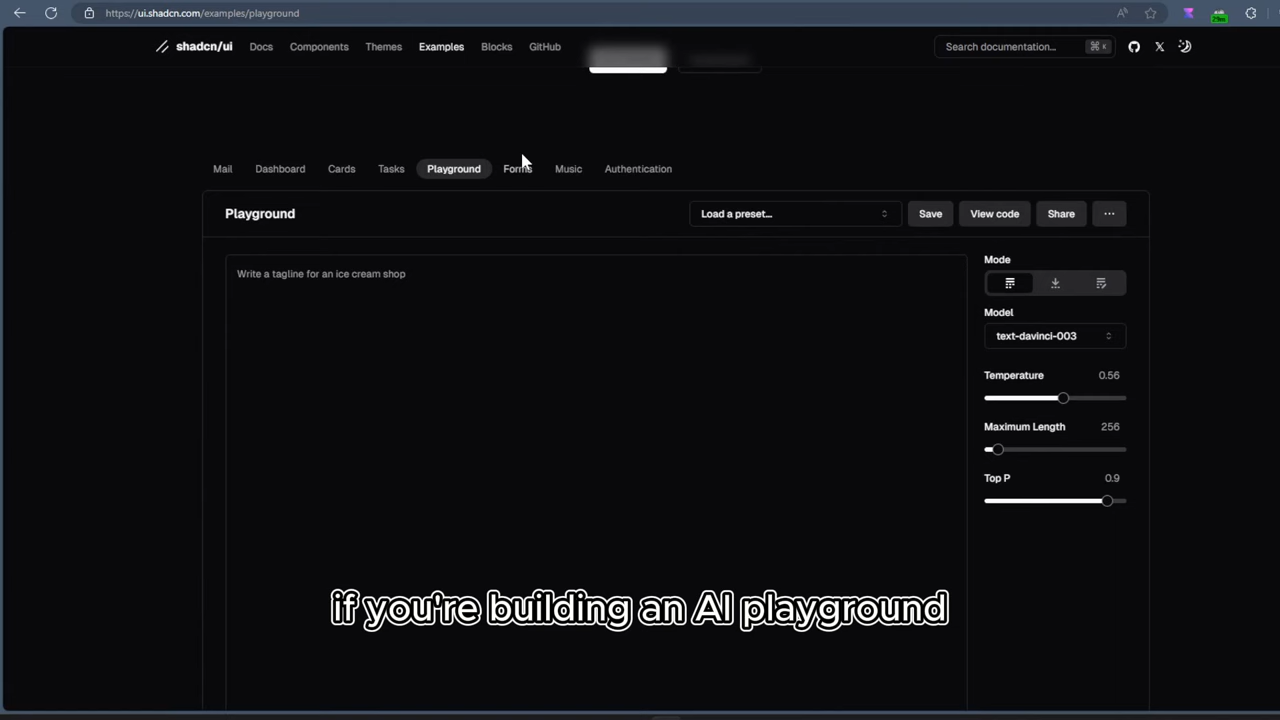 https://ui.shadcn.com/examples/playground
shadcn/ui Docs Components Themes Examples Blocks GitHub Search documentation... ⌘ K
Mail Dashboard Cards Tasks Playground Forms Music Authentication
Playground Load a preset... Save View code Share ...
Write a tagline for an ice cream shop
Mode
Model
text-davinci-003
Temperature 0.56
Maximum Length 256
Top P 0.9
if you're building an AI playground